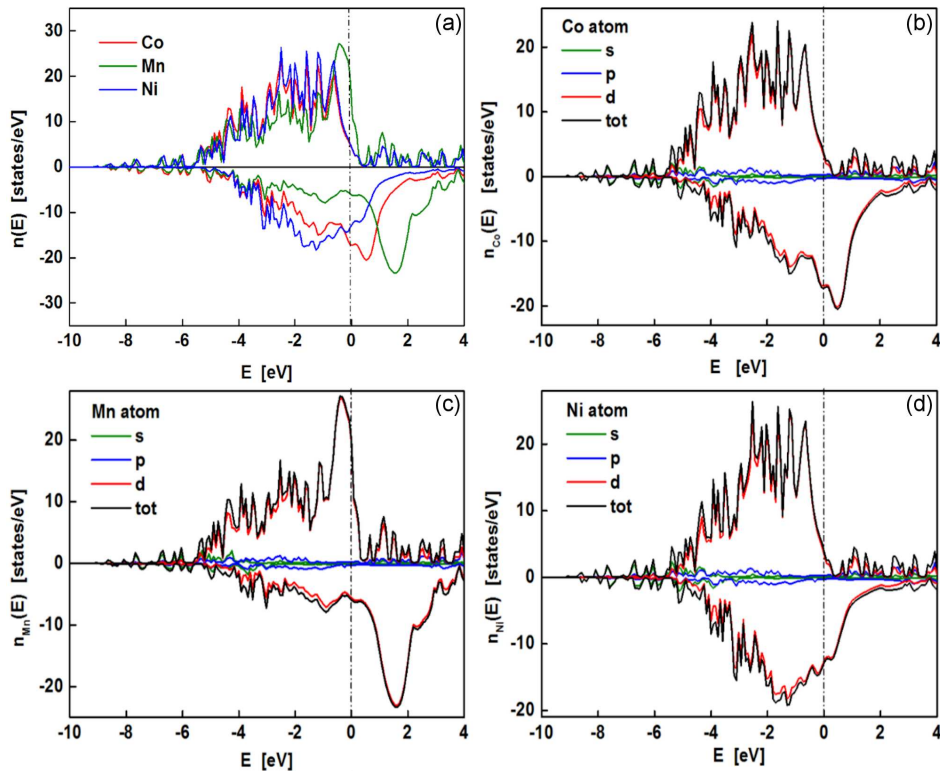 (a)
30
20
10
0
-10
-20
-30
n(E) [states/eV]
Co
Mn
Ni
-10 -8 -6 -4 -2 0 2 4
E [eV]
(b)
20
10
0
-10
-20
n_Co(E) [states/eV]
Co atom
s
p
d
tot
-10 -8 -6 -4 -2 0 2 4
E [eV]
(c)
20
10
0
-10
-20
n_Mn(E) [states/eV]
Mn atom
s
p
d
tot
-10 -8 -6 -4 -2 0 2 4
E [eV]
(d)
20
10
0
-10
-20
n_Ni(E) [states/eV]
Ni atom
s
p
d
tot
-10 -8 -6 -4 -2 0 2 4
E [eV]